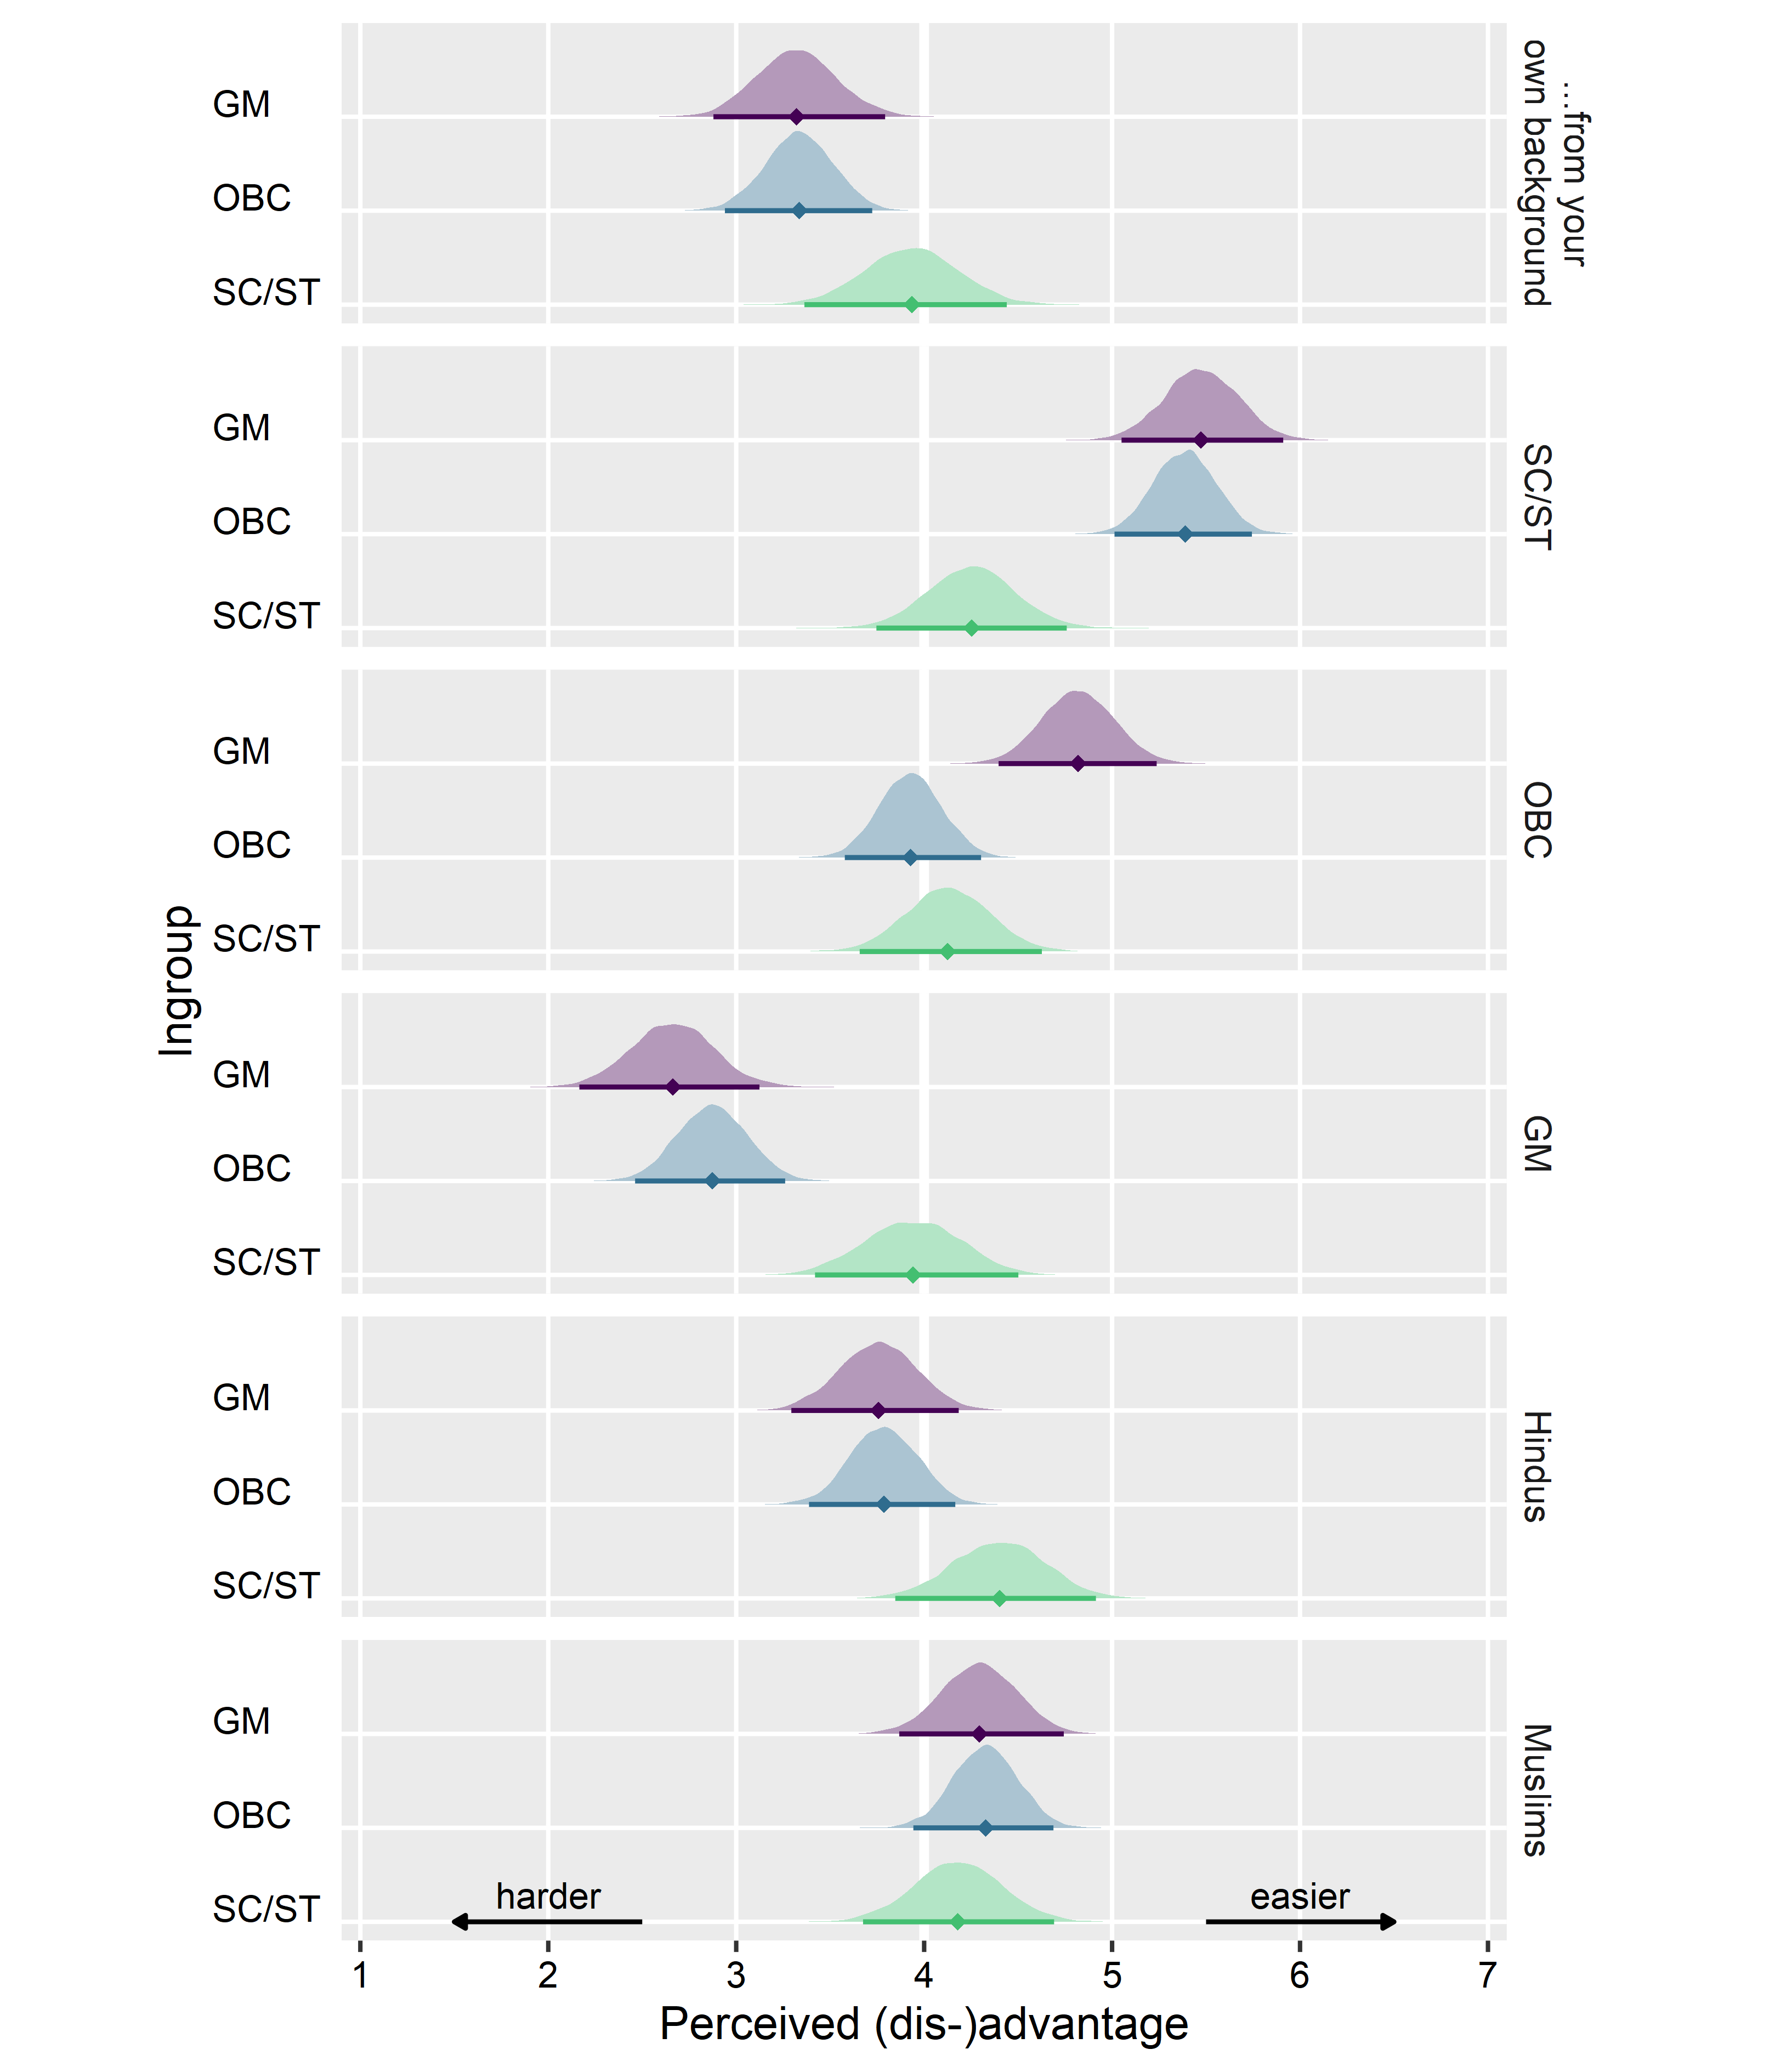 GM
OBC
SC/ST
...from your
own background
GM
OBC
SC/ST
SC/ST
GM
OBC
SC/ST
OBC
Ingroup
GM
OBC
SC/ST
GM
GM
OBC
SC/ST
Hindus
GM
OBC
SC/ST
Muslims
harder
easier
1 2 3 4 5 6 7
Perceived (dis-)advantage